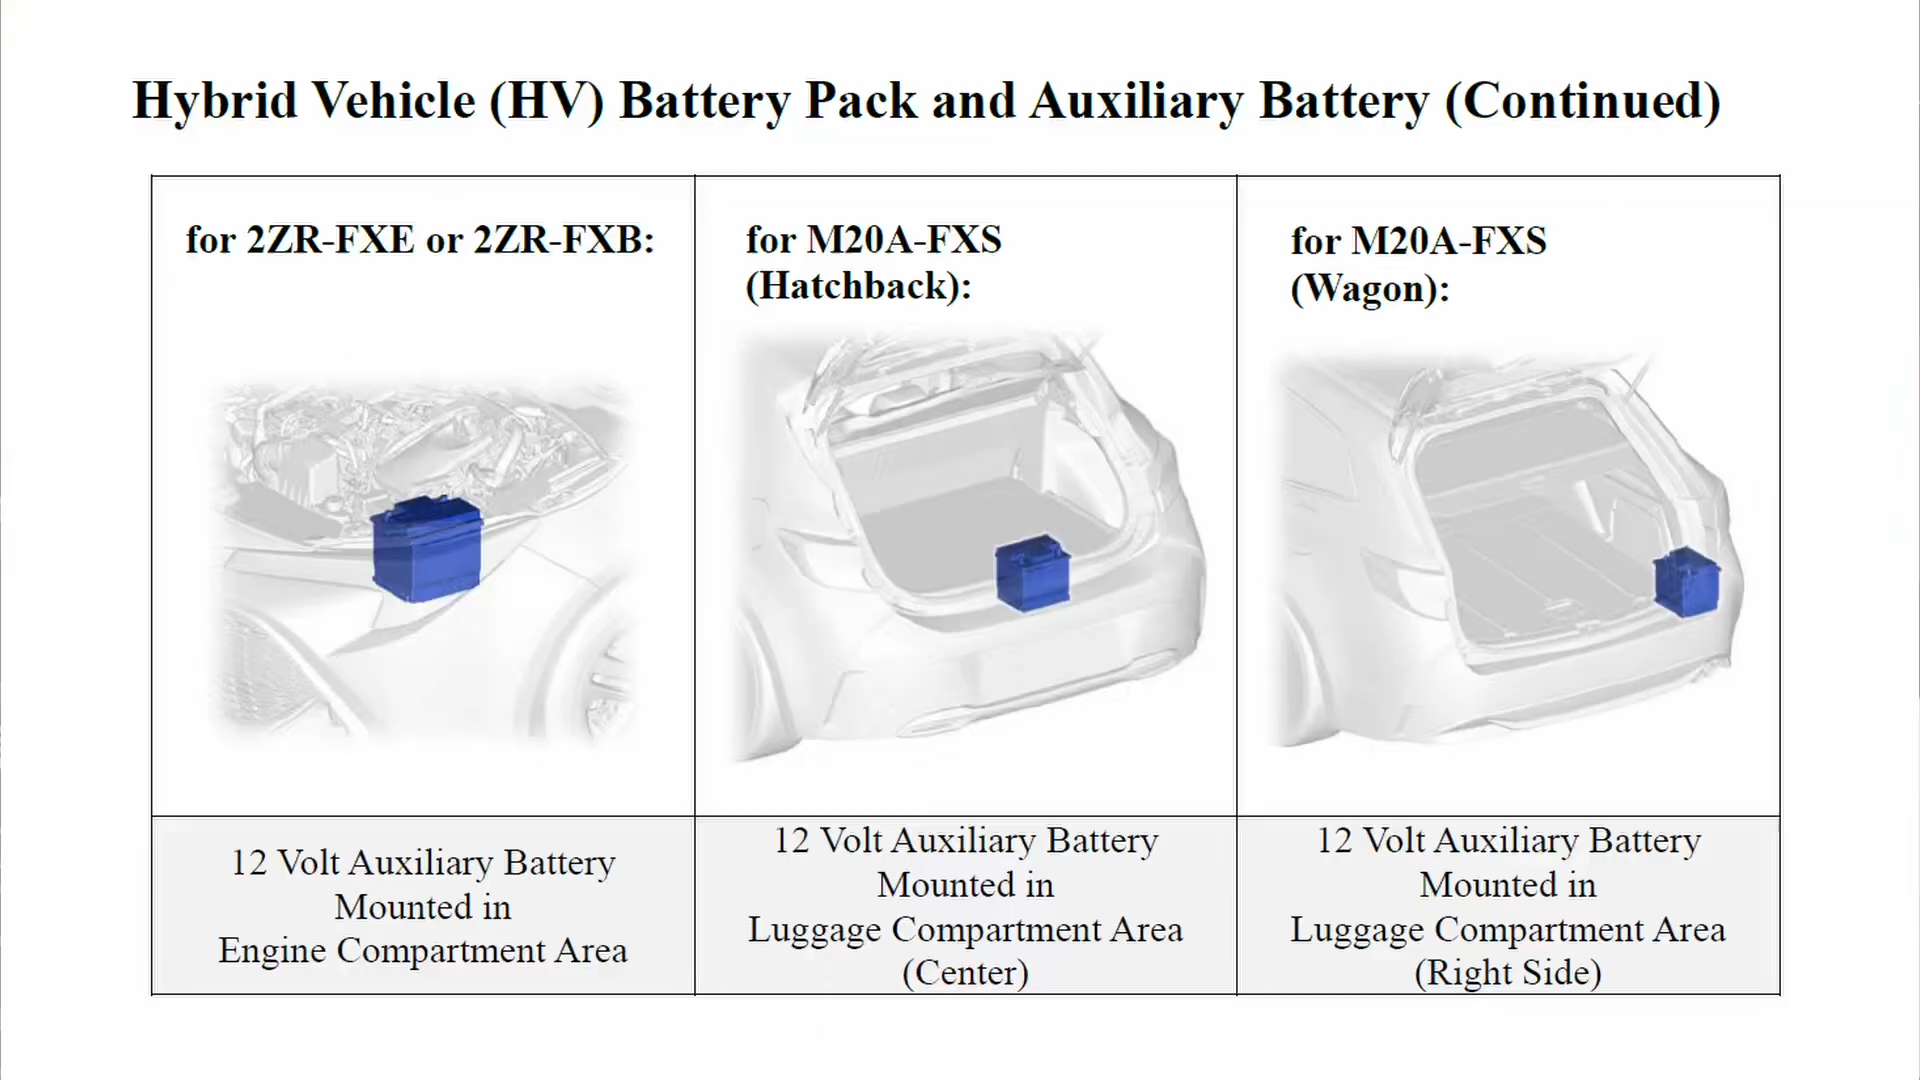 Hybrid Vehicle (HV) Battery Pack and Auxiliary Battery (Continued)
for 2ZR-FXE or 2ZR-FXB:
for M20A-FXS
(Hatchback):
for M20A-FXS
(Wagon):
12 Volt Auxiliary Battery
Mounted in
Engine Compartment Area
12 Volt Auxiliary Battery
Mounted in
Luggage Compartment Area
(Center)
12 Volt Auxiliary Battery
Mounted in
Luggage Compartment Area
(Right Side)